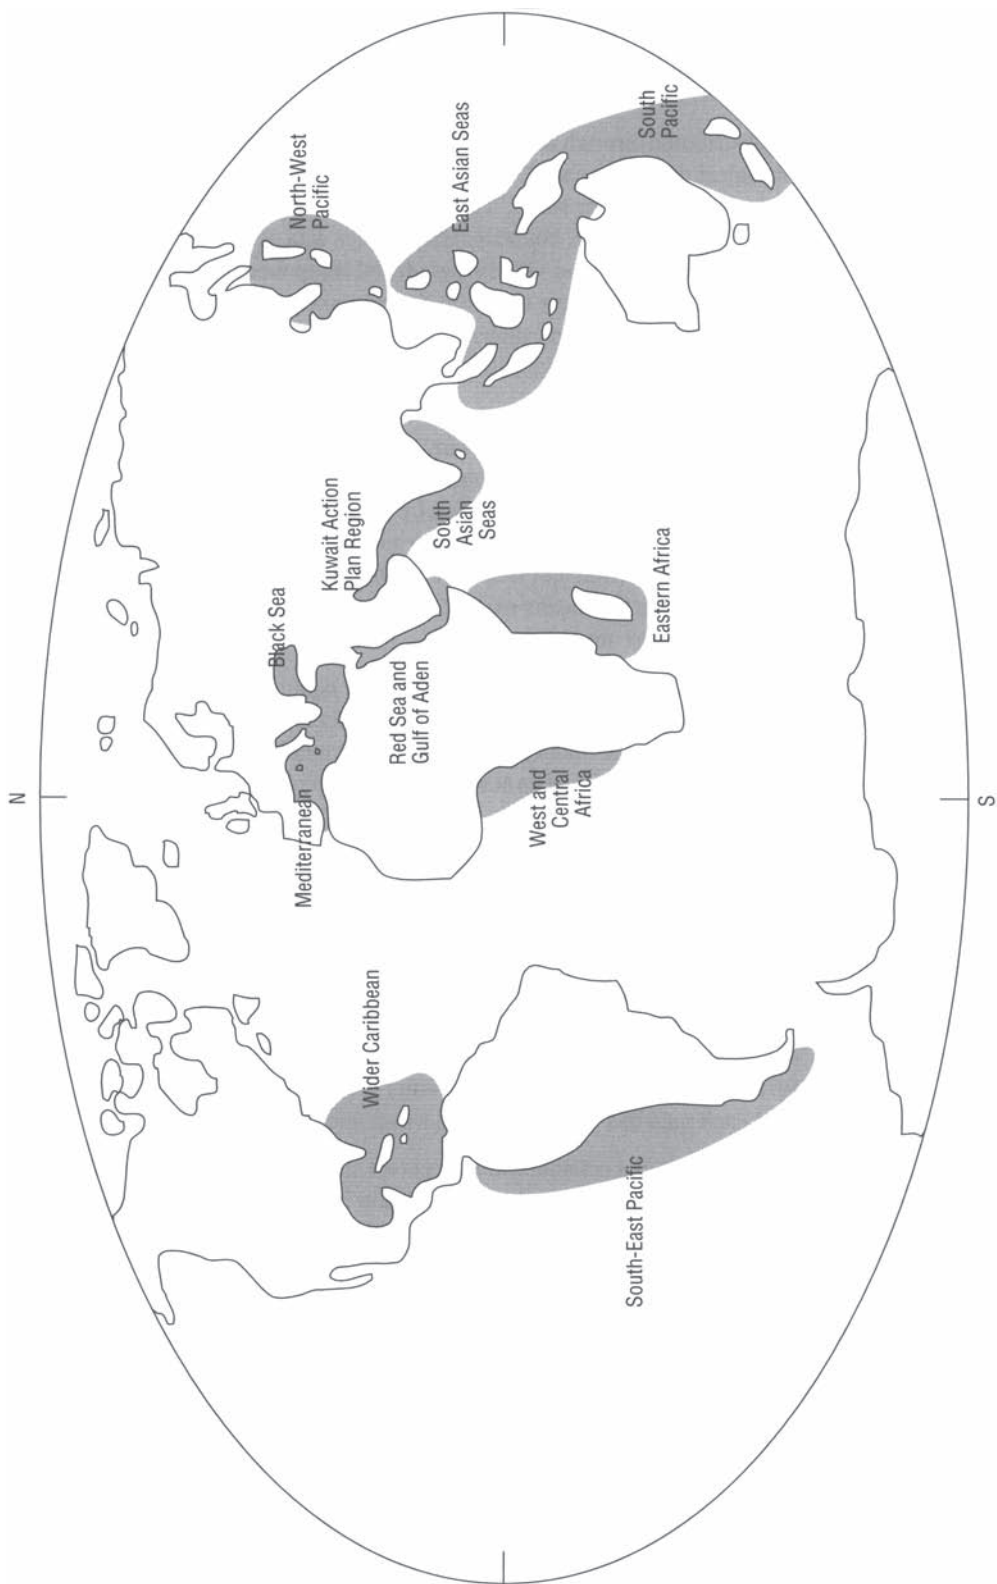 N
North-West
Pacific
Black Sea
Mediterranean
Kuwait Action
Plan Region
Wider Caribbean
Red Sea and
Gulf of Aden
South
Asian
Seas
East Asian Seas
West and
Central
Africa
Eastern Africa
South
Pacific
South-East Pacific
S